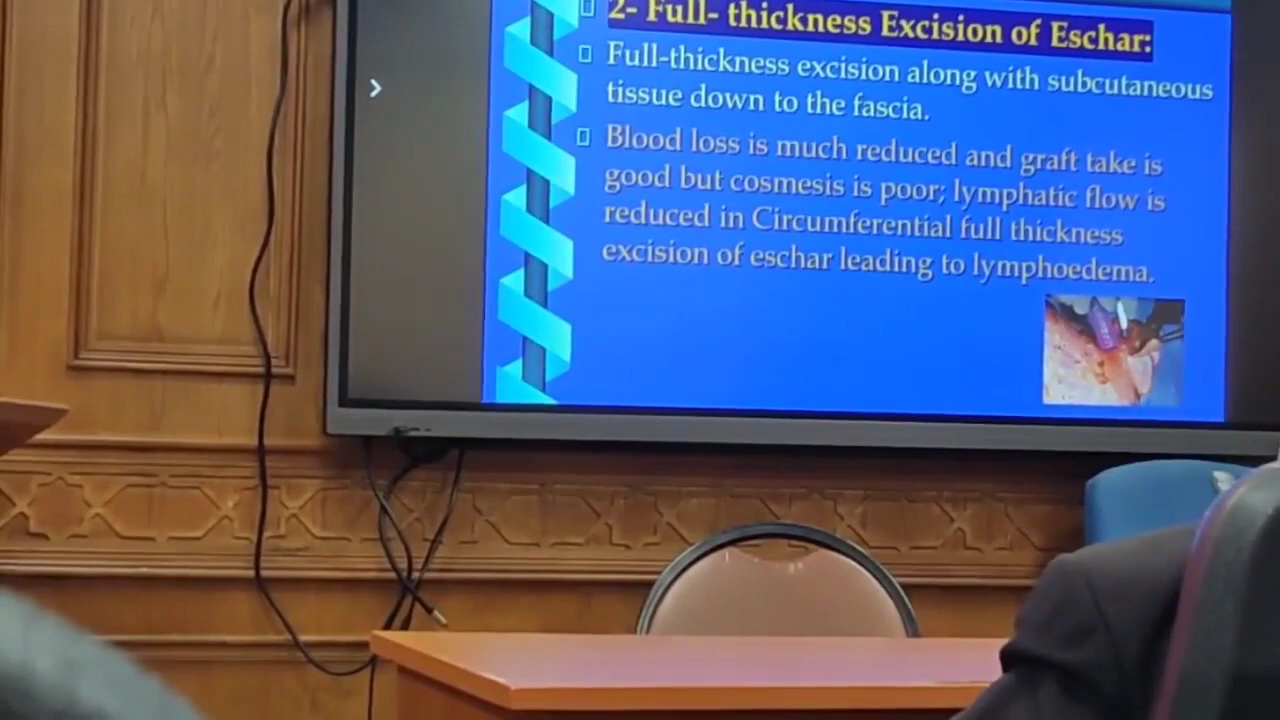 2- Full- thickness Excision of Eschar:
Full-thickness excision along with subcutaneous
tissue down to the fascia.
Blood loss is much reduced and graft take is
good but cosmesis is poor; lymphatic flow is
reduced in Circumferential full thickness
excision of eschar leading to lymphoedema.